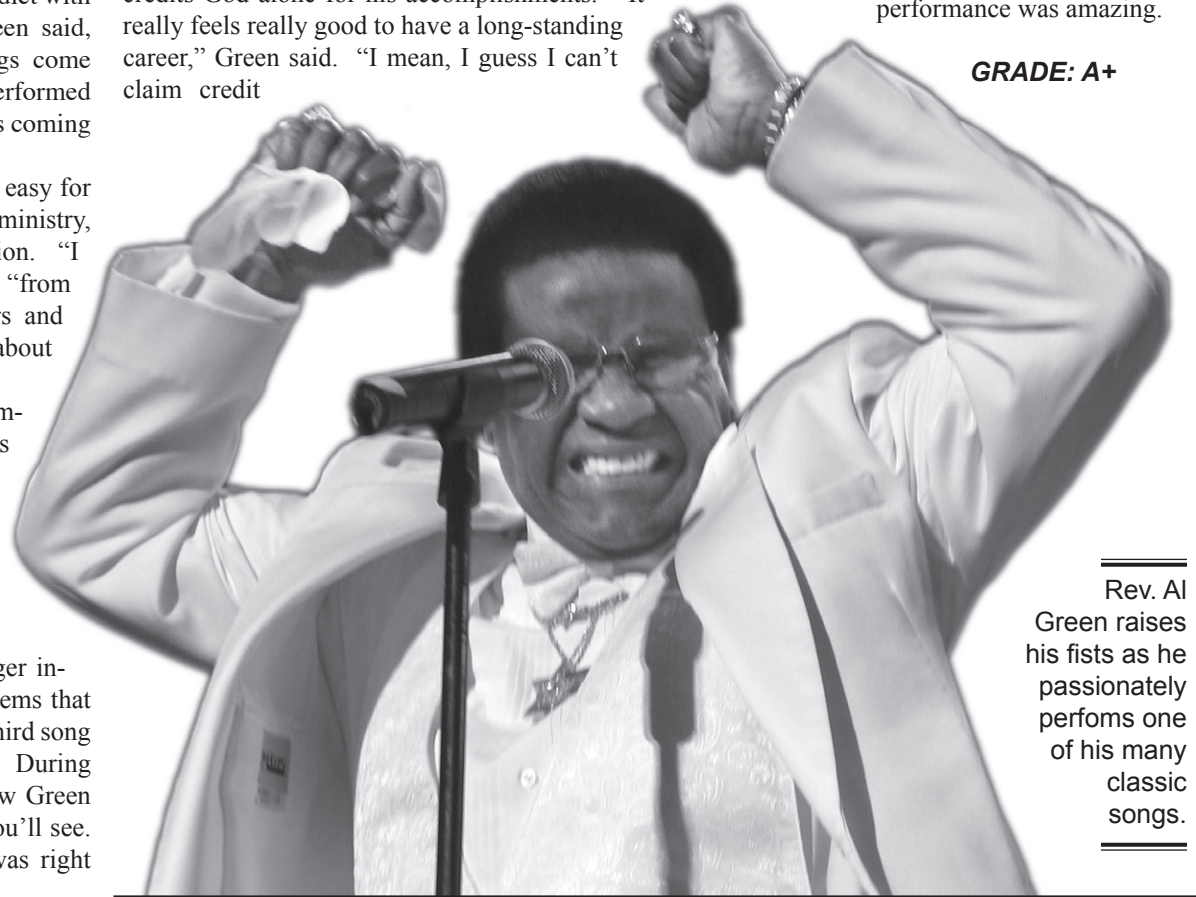 dict with
een said,
gs come
erformed
s coming
easy for
ministry,
ion. “I
“from
s and
about
m-
s
ger in-
ems that
hird song
During
w Green
ou’ll see.
was right
credits God alone for his accomplishments. “It
really feels really good to have a long-standing
career,” Green said. “I mean, I guess I can’t
claim credit
performance was amazing.
GRADE: A+
Rev. Al
Green raises
his fists as he
passionately
perfoms one
of his many
classic
songs.